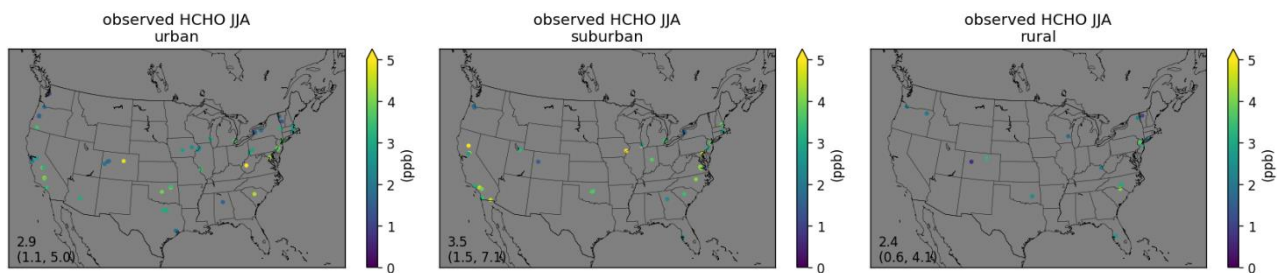 observed HCHO JJA
urban
5
4
3
2
1
0
(ppb)
2.9
(1.1, 5.0)
observed HCHO JJA
suburban
5
4
3
2
1
0
(ppb)
3.5
(1.5, 7.1)
observed HCHO JJA
rural
5
4
3
2
1
0
(ppb)
2.4
(0.6, 4.1)